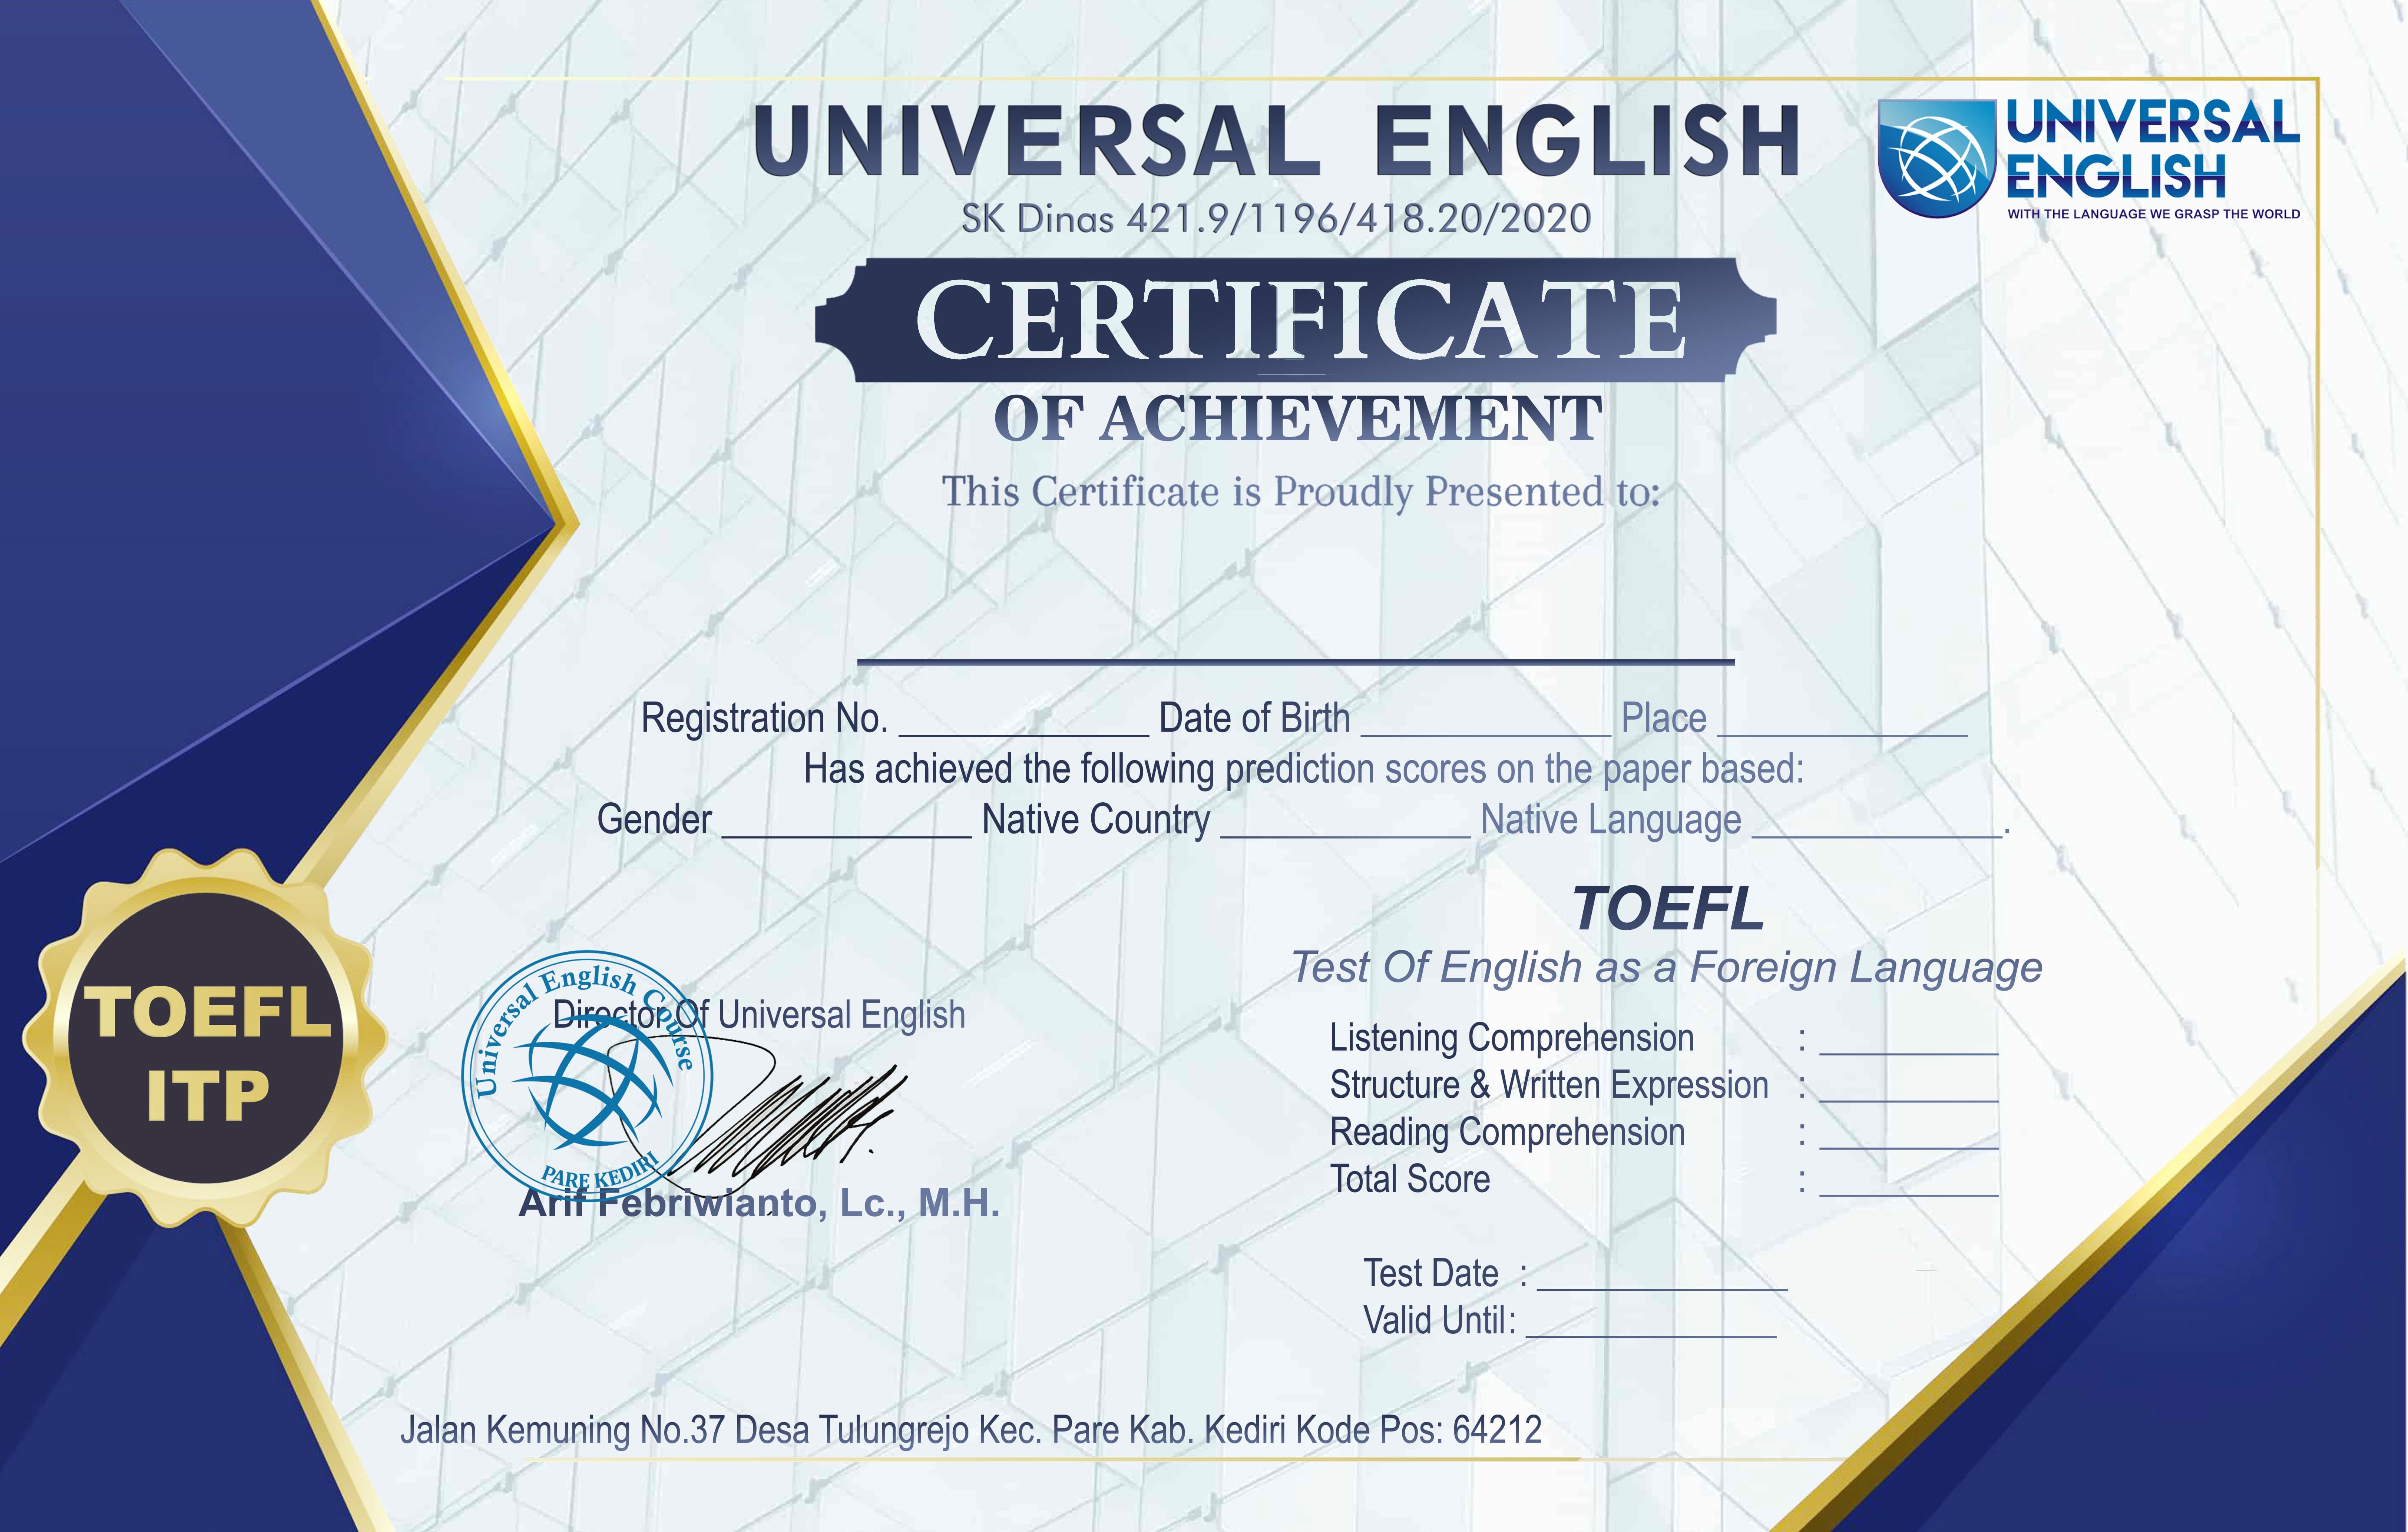 UNIVERSAL ENGLISH
UNIVERSAL
ENGLISH
WITH THE LANGUAGE WE GRASP THE WORLD
SK Dinas 421.9/1196/418.20/2020
CERTIFICATE
OF ACHIEVEMENT
This Certificate is Proudly Presented to:
Registration No. ____________ Date of Birth ____________ Place ____________
Has achieved the following prediction scores on the paper based:
Gender ____________ Native Country ____________ Native Language ____________.
TOEFL
ITP
Universal English Course
PARE KEDIRI
Director Of Universal English
Arif Febriwianto, Lc., M.H.
TOEFL
Test Of English as a Foreign Language
Listening Comprehension : _________
Structure & Written Expression : _________
Reading Comprehension : _________
Total Score : _________
Test Date : ____________
Valid Until: ____________
Jalan Kemuning No.37 Desa Tulungrejo Kec. Pare Kab. Kediri Kode Pos: 64212